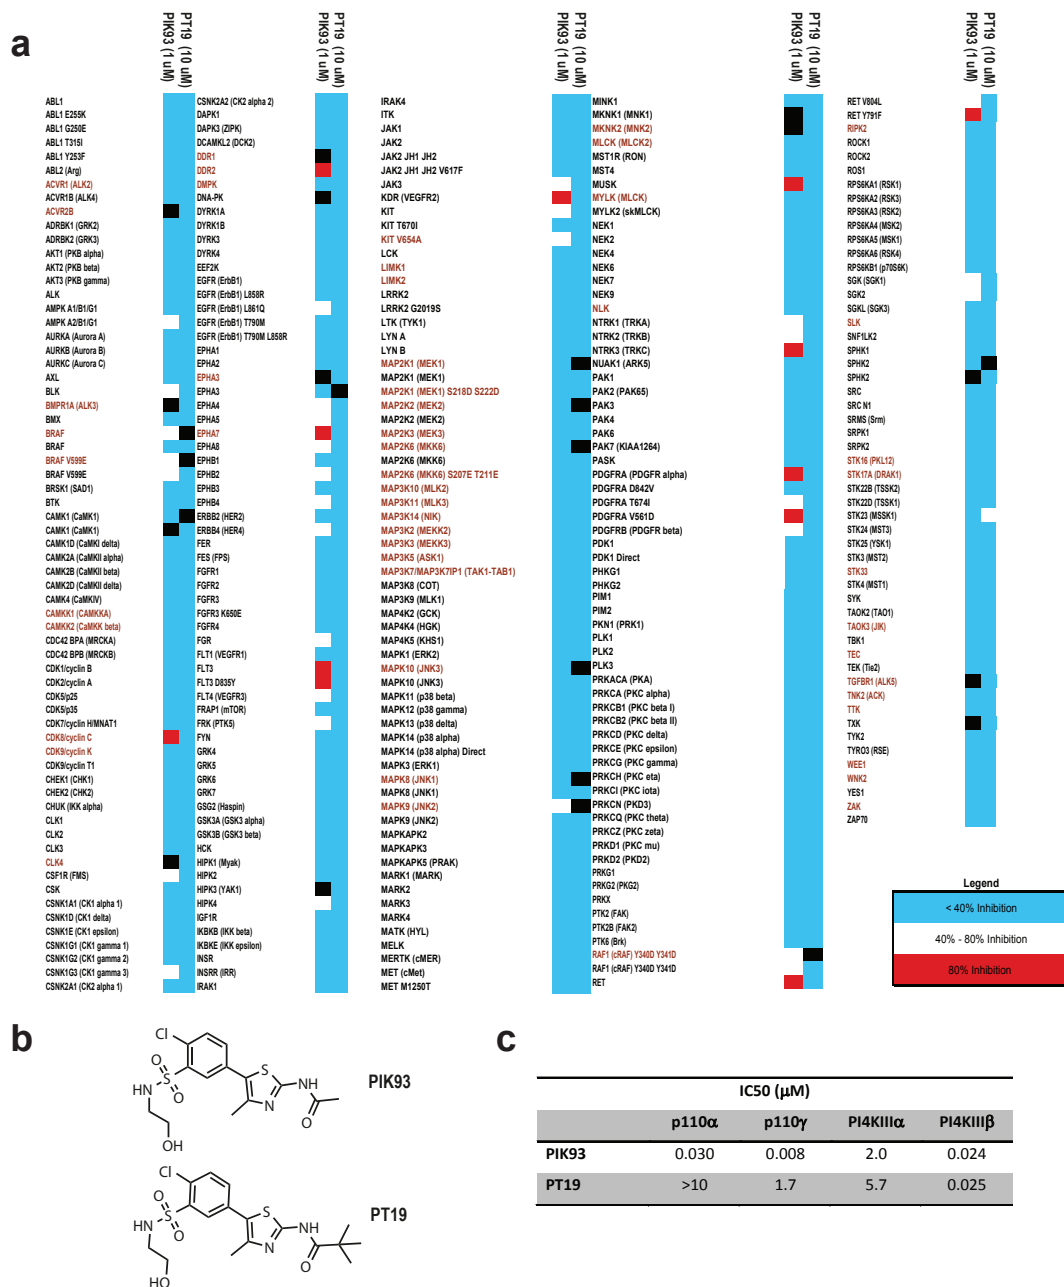 a
PIK93 (1 uM)
PT19 (10 uM)
PIK93 (1 uM)
PT19 (10 uM)
PIK93 (1 uM)
PT19 (10 uM)
PIK93 (1 uM)
PT19 (10 uM)
PIK93 (1 uM)
PT19 (10 uM)
ABL1
ABL1 E255K
ABL1 G250E
ABL1 T315I
ABL1 Y253F
ABL2 (Arg)
ACVR1 (ALK2)
ACVR1B (ALK4)
ACVR2B
ADRBK1 (GRK2)
ADRBK2 (GRK3)
AKT1 (PKB alpha)
AKT2 (PKB beta)
AKT3 (PKB gamma)
ALK
AMPK A1/B1/G1
AMPK A2/B1/G1
AURKA (Aurora A)
AURKB (Aurora B)
AURKC (Aurora C)
AXL
BLK
BMPR1A (ALK3)
BMX
BRAF
BRAF
BRAF V599E
BRAF V599E
BRSK1 (SAD1)
BTK
CAMK1 (CaMK1)
CAMK1 (CaMK1)
CAMK1D (CaMKI delta)
CAMK2A (CaMKII alpha)
CAMK2B (CaMKII beta)
CAMK2D (CaMKII delta)
CAMK4 (CaMKIV)
CAMKK1 (CAMKKA)
CAMKK2 (CaMKK beta)
CDC42 BPA (MRCKA)
CDC42 BPB (MRCKB)
CDK1/cyclin B
CDK2/cyclin A
CDK5/p25
CDK5/p35
CDK7/cyclin H/MNAT1
CDK8/cyclin C
CDK9/cyclin K
CDK9/cyclin T1
CHEK1 (CHK1)
CHEK2 (CHK2)
CHUK (IKK alpha)
CLK1
CLK2
CLK3
CLK4
CSF1R (FMS)
CSK
CSNK1A1 (CK1 alpha 1)
CSNK1D (CK1 delta)
CSNK1E (CK1 epsilon)
CSNK1G1 (CK1 gamma 1)
CSNK1G2 (CK1 gamma 2)
CSNK1G3 (CK1 gamma 3)
CSNK2A1 (CK2 alpha 1)
CSNK2A2 (CK2 alpha 2)
DAPK1
DAPK3 (ZIPK)
DCAMKL2 (DCK2)
DDR1
DDR2
DMPK
DNA-PK
DYRK1A
DYRK1B
DYRK3
DYRK4
EEF2K
EGFR (ErbB1)
EGFR (ErbB1) L858R
EGFR (ErbB1) L861Q
EGFR (ErbB1) T790M
EGFR (ErbB1) T790M L858R
EPHA1
EPHA2
EPHA3
EPHA3
EPHA4
EPHA5
EPHA7
EPHA8
EPHB1
EPHB2
EPHB3
EPHB4
ERBB2 (HER2)
ERBB4 (HER4)
FER
FES (FPS)
FGFR1
FGFR2
FGFR3
FGFR3 K650E
FGFR4
FGR
FLT1 (VEGFR1)
FLT3
FLT3 D835Y
FLT4 (VEGFR3)
FRAP1 (mTOR)
FRK (PTK5)
FYN
GRK4
GRK5
GRK6
GRK7
GSG2 (Haspin)
GSK3A (GSK3 alpha)
GSK3B (GSK3 beta)
HCK
HIPK1 (Myak)
HIPK2
HIPK3 (YAK1)
HIPK4
IGF1R
IKBKB (IKK beta)
IKBKE (IKK epsilon)
INSR
INSRR (IRR)
IRAK1
IRAK4
ITK
JAK1
JAK2
JAK2 JH1 JH2
JAK2 JH1 JH2 V617F
JAK3
KDR (VEGFR2)
KIT
KIT T670I
KIT V654A
LCK
LIMK1
LIMK2
LRRK2
LRRK2 G2019S
LTK (TYK1)
LYN A
LYN B
MAP2K1 (MEK1)
MAP2K1 (MEK1)
MAP2K1 (MEK1) S218D S222D
MAP2K2 (MEK2)
MAP2K2 (MEK2)
MAP2K3 (MEK3)
MAP2K6 (MKK6)
MAP2K6 (MKK6)
MAP2K6 (MKK6) S207E T211E
MAP3K10 (MLK2)
MAP3K11 (MLK3)
MAP3K14 (NIK)
MAP3K2 (MEKK2)
MAP3K3 (MEKK3)
MAP3K5 (ASK1)
MAP3K7/MAP3K7IP1 (TAK1-TAB1)
MAP3K8 (COT)
MAP3K9 (MLK1)
MAP4K2 (GCK)
MAP4K4 (HGK)
MAP4K5 (KHS1)
MAPK1 (ERK2)
MAPK10 (JNK3)
MAPK10 (JNK3)
MAPK11 (p38 beta)
MAPK12 (p38 gamma)
MAPK13 (p38 delta)
MAPK14 (p38 alpha)
MAPK14 (p38 alpha) Direct
MAPK3 (ERK1)
MAPK8 (JNK1)
MAPK8 (JNK1)
MAPK9 (JNK2)
MAPK9 (JNK2)
MAPKAPK2
MAPKAPK3
MAPKAPK5 (PRAK)
MARK1 (MARK)
MARK2
MARK3
MARK4
MATK (HYL)
MELK
MERTK (cMER)
MET (cMet)
MET M1250T
MINK1
MKNK1 (MNK1)
MKNK2 (MNK2)
MLCK (MLCK2)
MST1R (RON)
MST4
MUSK
MYLK (MLCK)
MYLK2 (skMLCK)
NEK1
NEK2
NEK4
NEK6
NEK7
NEK9
NLK
NTRK1 (TRKA)
NTRK2 (TRKB)
NTRK3 (TRKC)
NUAK1 (ARK5)
PAK1
PAK2 (PAK65)
PAK3
PAK4
PAK6
PAK7 (KIAA1264)
PASK
PDGFRA (PDGFR alpha)
PDGFRA D842V
PDGFRA T674I
PDGFRA V561D
PDGFRB (PDGFR beta)
PDK1
PDK1 Direct
PHKG1
PHKG2
PIM1
PIM2
PKN1 (PRK1)
PLK1
PLK2
PLK3
PRKACA (PKA)
PRKCA (PKC alpha)
PRKCB1 (PKC beta I)
PRKCB2 (PKC beta II)
PRKCD (PKC delta)
PRKCE (PKC epsilon)
PRKCG (PKC gamma)
PRKCH (PKC eta)
PRKCI (PKC iota)
PRKCN (PKD3)
PRKCQ (PKC theta)
PRKCZ (PKC zeta)
PRKD1 (PKC mu)
PRKD2 (PKD2)
PRKG1
PRKG2 (PKG2)
PRKX
PTK2 (FAK)
PTK2B (FAK2)
PTK6 (Brk)
RAF1 (cRAF) Y340D Y341D
RAF1 (cRAF) Y340D Y341D
RET
RET V804L
RET Y791F
RIPK2
ROCK1
ROCK2
ROS1
RPS6KA1 (RSK1)
RPS6KA2 (RSK3)
RPS6KA3 (RSK2)
RPS6KA4 (MSK2)
RPS6KA5 (MSK1)
RPS6KA6 (RSK4)
RPS6KB1 (p70S6K)
SGK (SGK1)
SGK2
SGKL (SGK3)
SLK
SNF1LK2
SPHK1
SPHK2
SPHK2
SRC
SRC N1
SRMS (Srm)
SRPK1
SRPK2
STK16 (PKL12)
STK17A (DRAK1)
STK22B (TSSK2)
STK22D (TSSK1)
STK23 (MSSK1)
STK24 (MST3)
STK25 (YSK1)
STK3 (MST2)
STK33
STK4 (MST1)
SYK
TAOK2 (TAO1)
TAOK3 (JIK)
TBK1
TEC
TEK (Tie2)
TGFBR1 (ALK5)
TNK2 (ACK)
TTK
TXK
TYK2
TYRO3 (RSE)
WEE1
WNK2
YES1
ZAK
ZAP70
Legend
< 40% Inhibition
40% - 80% Inhibition
80% Inhibition
b
Cl
O
S
O
HN
OH
S
N
NH
O
PIK93
Cl
O
S
O
HN
HO
S
N
NH
O
PT19
c
IC50 (µM)
p110α p110γ PI4KIIIα PI4KIIIβ
PIK93 0.030 0.008 2.0 0.024
PT19 >10 1.7 5.7 0.025